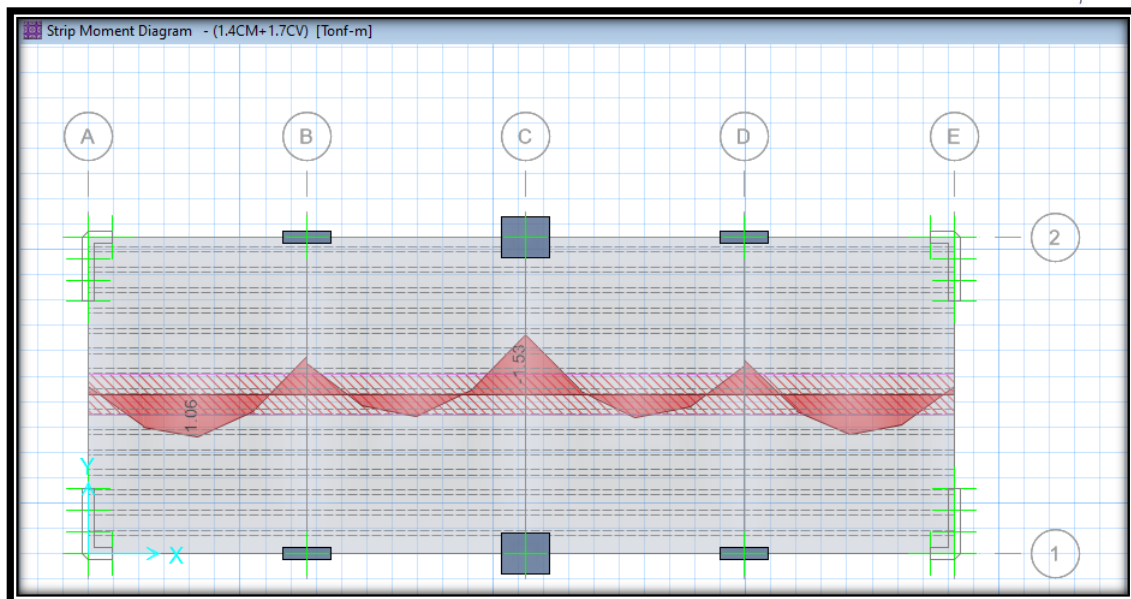 Strip Moment Diagram - (1.4CM+1.7CV) [Tonf-m]
A B C D E
2
-1.53
1.06
Y
X
1